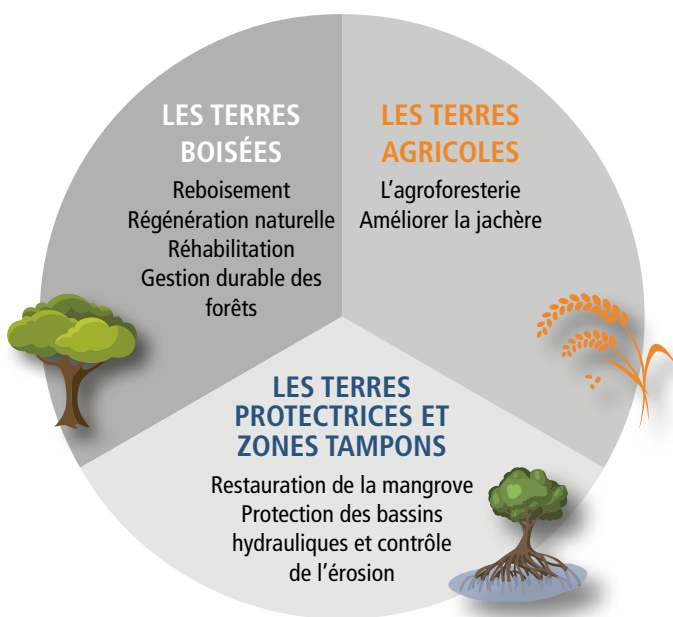 LES TERRES
BOISÉES
Reboisement
Régénération naturelle
Réhabilitation
Gestion durable des
forêts
LES TERRES
AGRICOLES
L’agroforesterie
Améliorer la jachère
LES TERRES
PROTECTRICES ET
ZONES TAMPONS
Restauration de la mangrove
Protection des bassins
hydrauliques et contrôle
de l’érosion